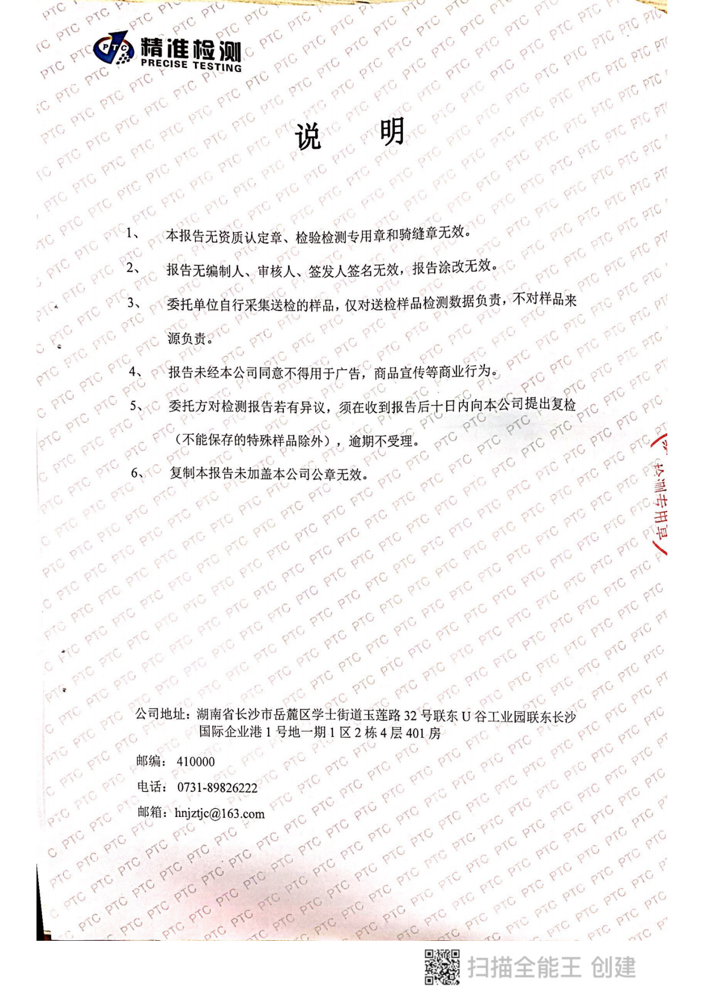 PTC 精准检测
PRECISE TESTING
说 明
1、 本报告无资质认定章、检验检测专用章和骑缝章无效。
2、 报告无编制人、审核人、签发人签名无效，报告涂改无效。
3、 委托单位自行采集送检的样品，仅对送检样品检测数据负责，不对样品来
源负责。
4、 报告未经本公司同意不得用于广告，商品宣传等商业行为。
5、 委托方对检测报告若有异议，须在收到报告后十日内向本公司提出复检
（不能保存的特殊样品除外），逾期不受理。
6、 复制本报告未加盖本公司公章无效。
检测专用章
公司地址：湖南省长沙市岳麓区学士街道玉莲路 32 号联东 U 谷工业园联东长沙
国际企业港 1 号地一期 1 区 2 栋 4 层 401 房
邮编： 410000
电话： 0731-89826222
邮箱：hnjztjc@163.com
扫描全能王 创建